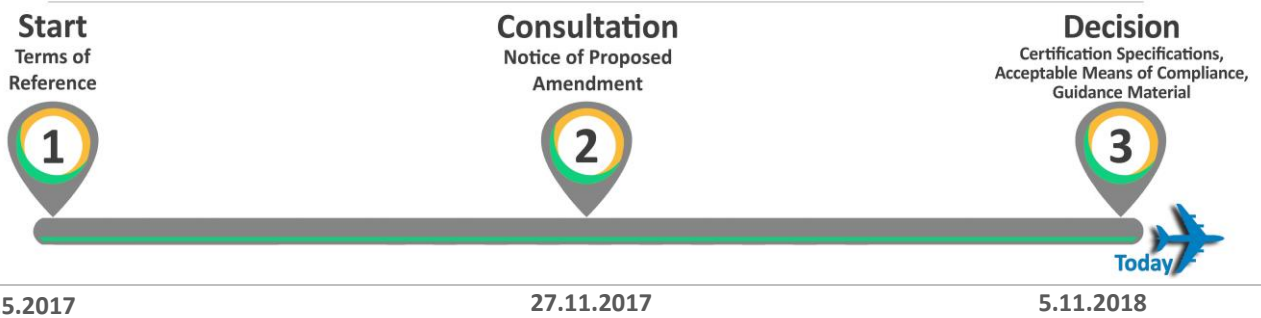 Start
Terms of
Reference
1
Consultation
Notice of Proposed
Amendment
2
Decision
Certification Specifications,
Acceptable Means of Compliance,
Guidance Material
3
Today
5.2017
27.11.2017
5.11.2018